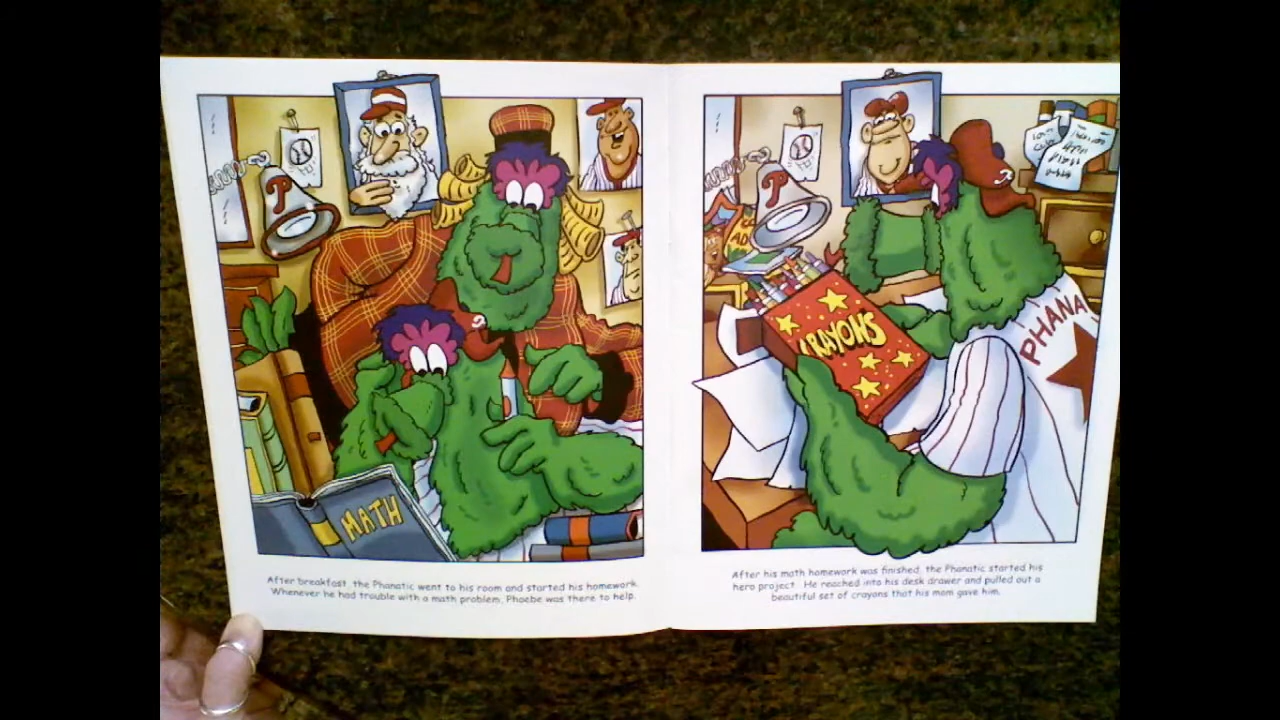 P
MATH
After breakfast, the Phanatic went to his room and started his homework.
Whenever he had trouble with a math problem, Phoebe was there to help.
P
CRAYONS
PHANA
After his math homework was finished, the Phanatic started his
hero project. He reached into his desk drawer and pulled out a
beautiful set of crayons that his mom gave him.